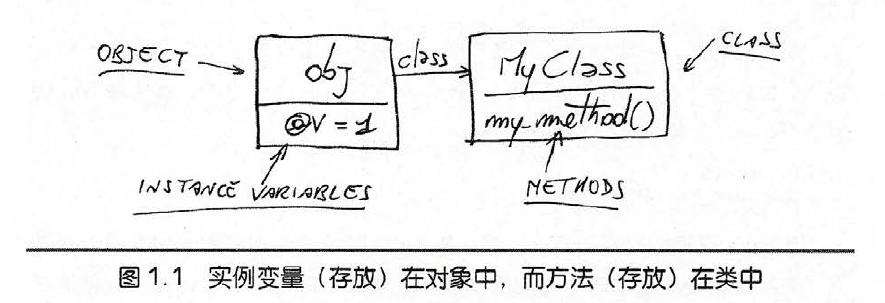 OBJECT
obj
class
MyClass
CLASS
@v = 1
my_method()
INSTANCE VARIABLES
METHODS
图 1.1 实例变量（存放）在对象中，而方法（存放）在类中